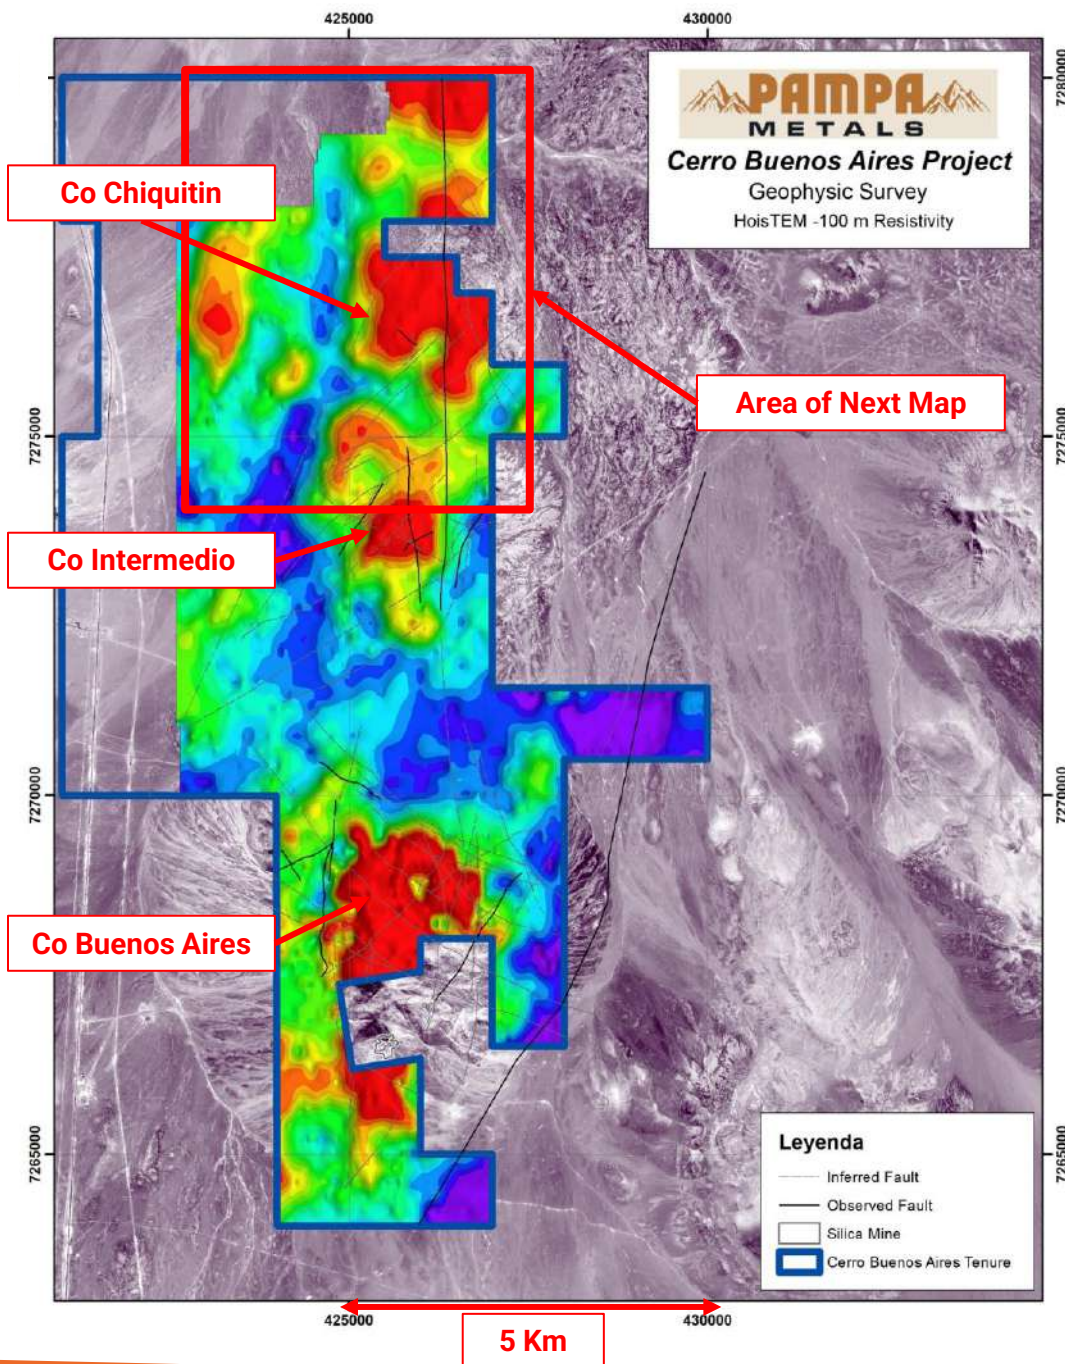 425000
430000
PAMPA
METALS
Cerro Buenos Aires Project
Geophysic Survey
HoisTEM -100 m Resistivity
7280000
Co Chiquitin
Area of Next Map
7275000
7275000
Co Intermedio
7270000
7270000
Co Buenos Aires
Leyenda
Inferred Fault
Observed Fault
Silica Mine
Cerro Buenos Aires Tenure
7265000
7265000
425000
430000
5 Km